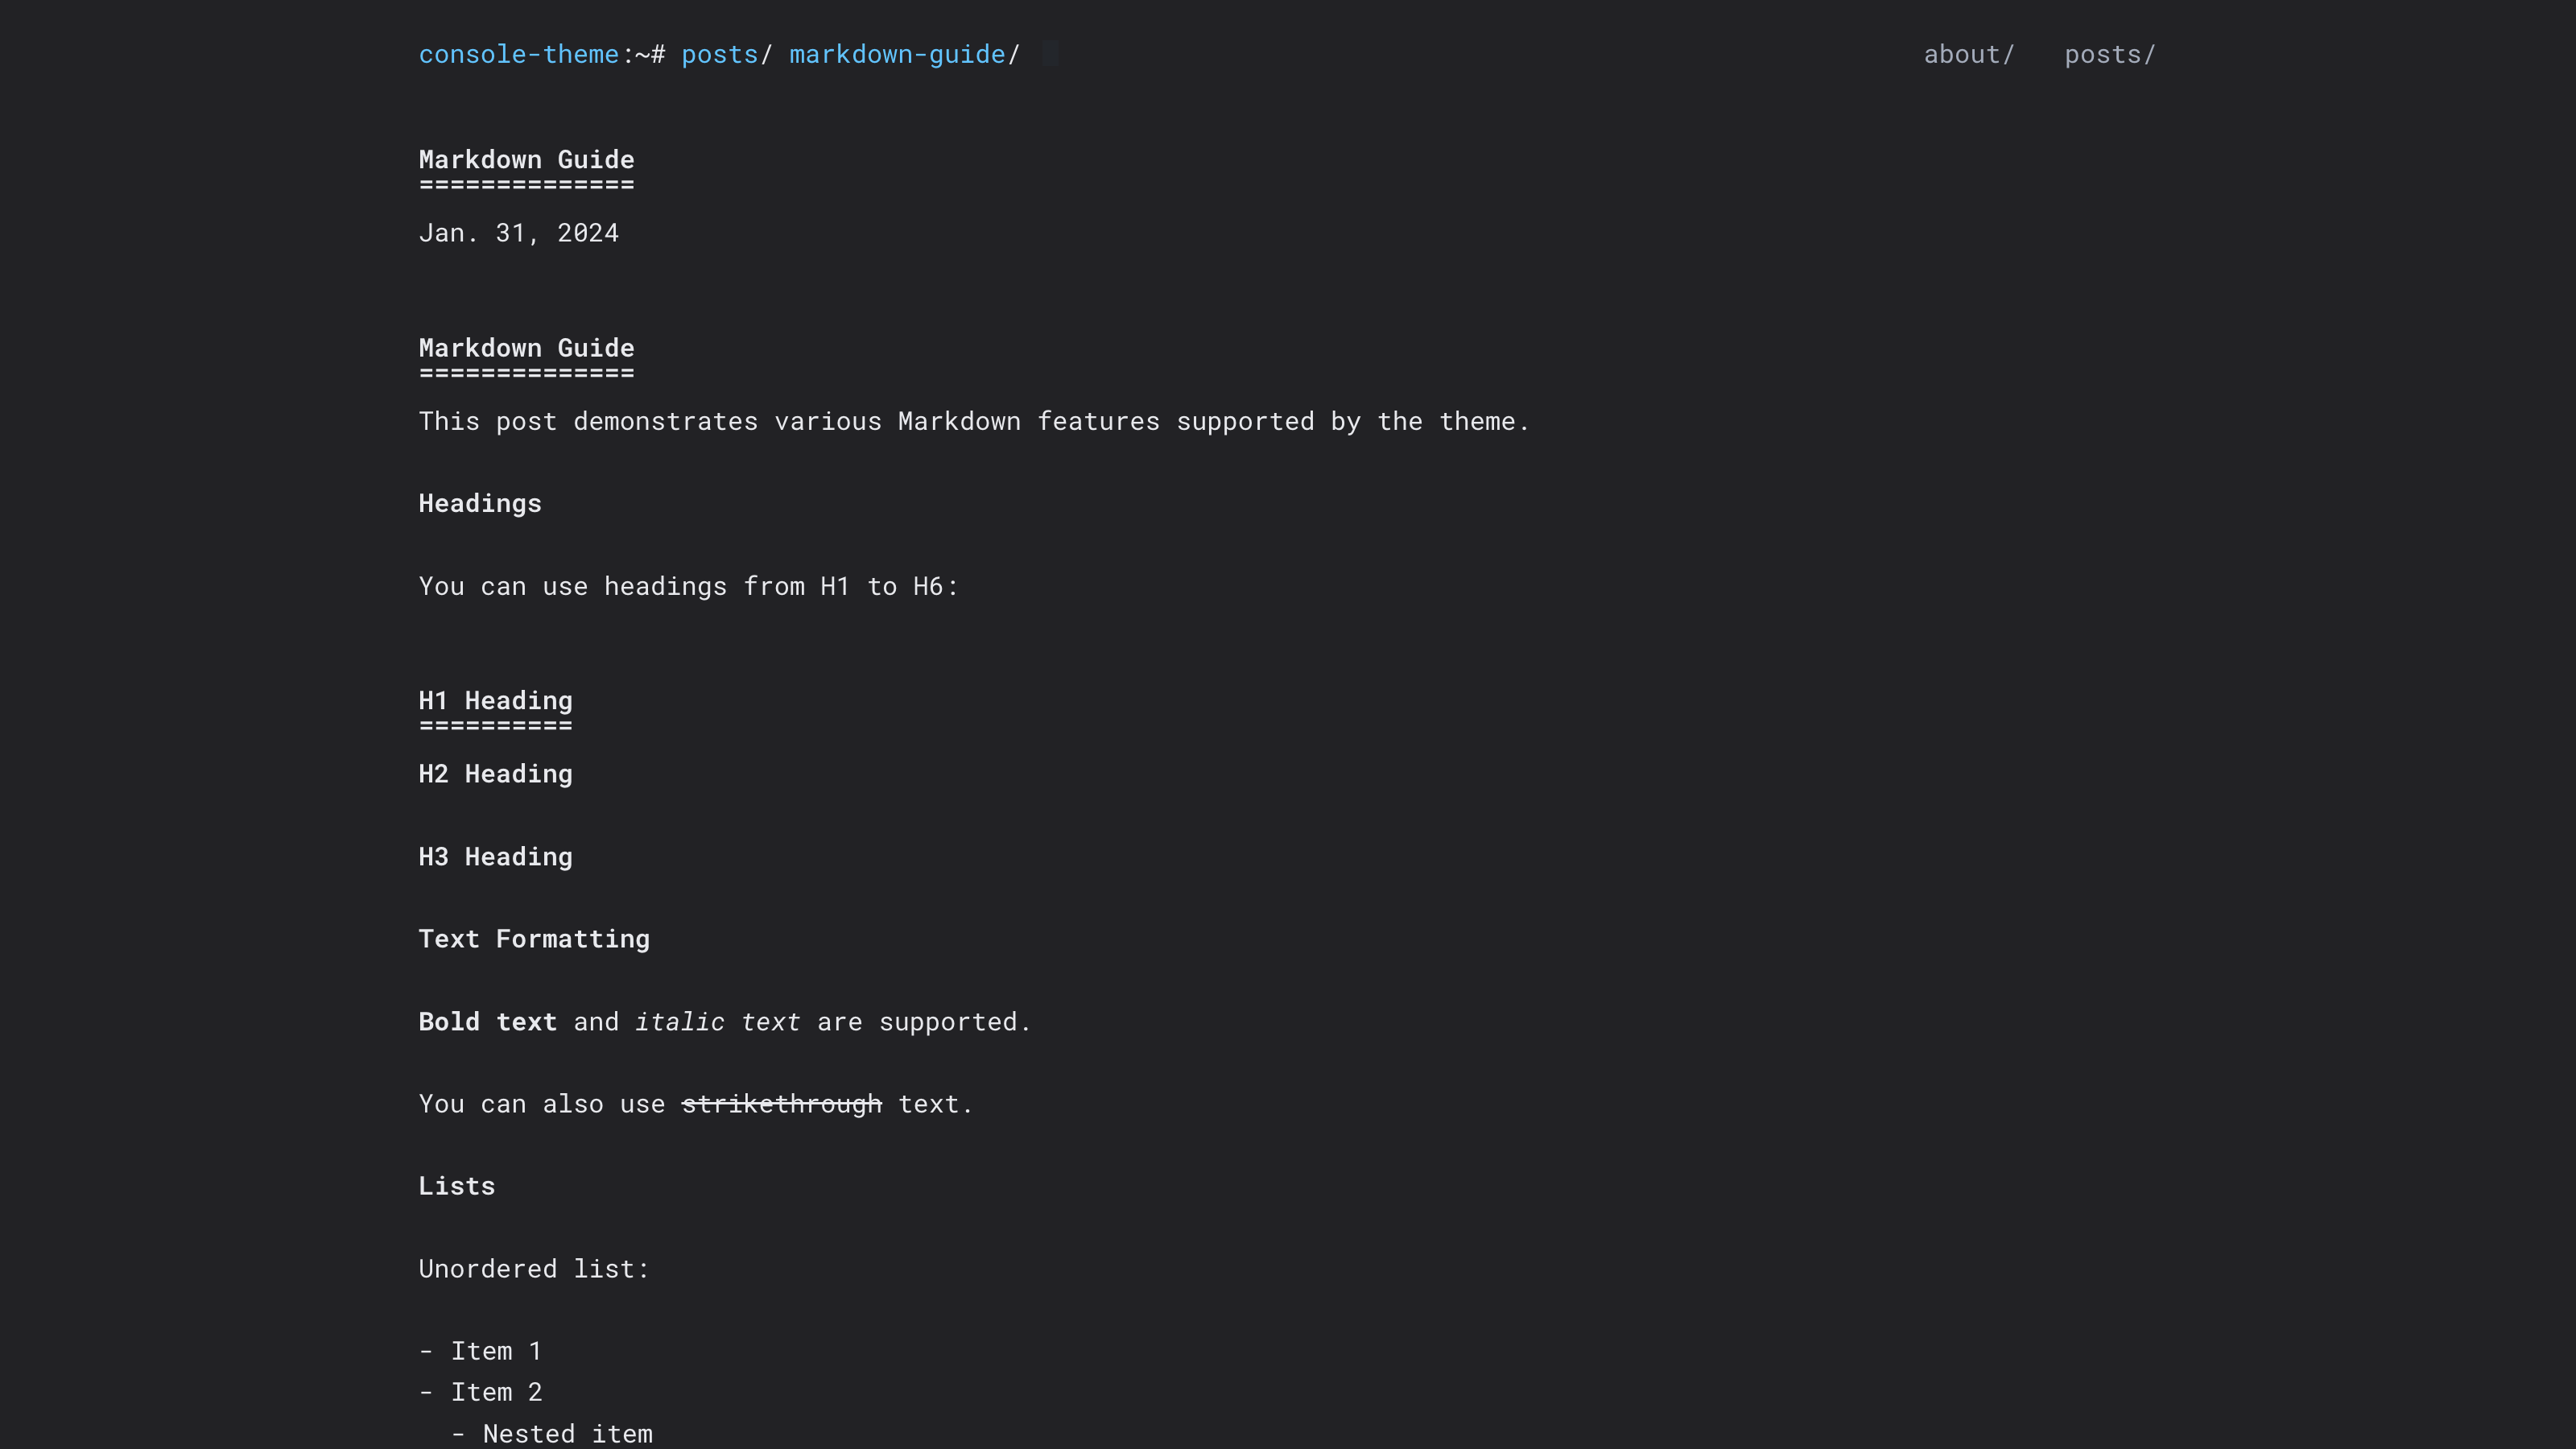 console-theme:~# posts/ markdown-guide/ about/ posts/
Markdown Guide
==============
Jan. 31, 2024
Markdown Guide
==============
This post demonstrates various Markdown features supported by the theme.
Headings
You can use headings from H1 to H6:
H1 Heading
==========
H2 Heading
H3 Heading
Text Formatting
Bold text and italic text are supported.
You can also use strikethrough text.
Lists
Unordered list:
- Item 1
- Item 2
- Nested item